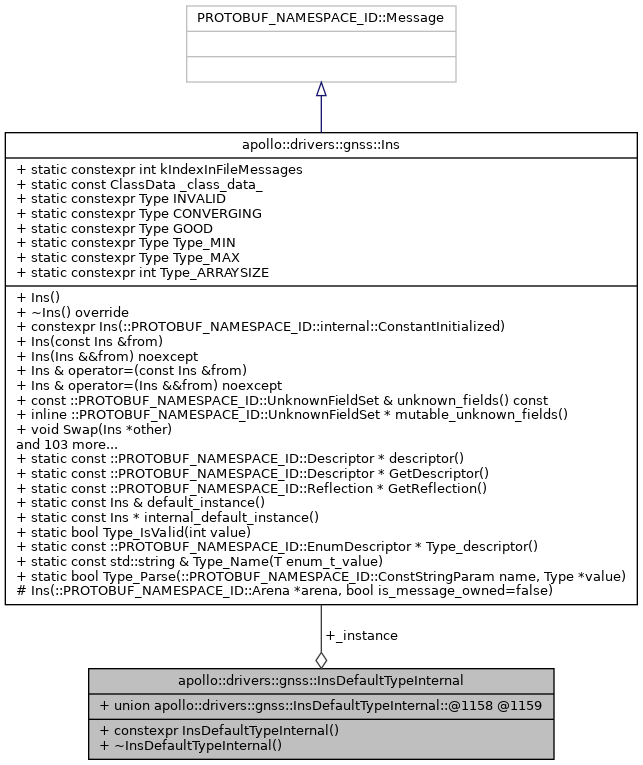 PROTOBUF_NAMESPACE_ID::Message
apollo::drivers::gnss::Ins
+ static constexpr int kIndexInFileMessages
+ static const ClassData _class_data_
+ static constexpr Type INVALID
+ static constexpr Type CONVERGING
+ static constexpr Type GOOD
+ static constexpr Type Type_MIN
+ static constexpr Type Type_MAX
+ static constexpr int Type_ARRAYSIZE
+ Ins()
+ ~Ins() override
+ constexpr Ins(::PROTOBUF_NAMESPACE_ID::internal::ConstantInitialized)
+ Ins(const Ins &from)
+ Ins(Ins &&from) noexcept
+ Ins & operator=(const Ins &from)
+ Ins & operator=(Ins &&from) noexcept
+ const ::PROTOBUF_NAMESPACE_ID::UnknownFieldSet & unknown_fields() const
+ inline ::PROTOBUF_NAMESPACE_ID::UnknownFieldSet * mutable_unknown_fields()
+ void Swap(Ins *other)
and 103 more...
+ static const ::PROTOBUF_NAMESPACE_ID::Descriptor * descriptor()
+ static const ::PROTOBUF_NAMESPACE_ID::Descriptor * GetDescriptor()
+ static const ::PROTOBUF_NAMESPACE_ID::Reflection * GetReflection()
+ static const Ins & default_instance()
+ static const Ins * internal_default_instance()
+ static bool Type_IsValid(int value)
+ static const ::PROTOBUF_NAMESPACE_ID::EnumDescriptor * Type_descriptor()
+ static const std::string & Type_Name(T enum_t_value)
+ static bool Type_Parse(::PROTOBUF_NAMESPACE_ID::ConstStringParam name, Type *value)
# Ins(::PROTOBUF_NAMESPACE_ID::Arena *arena, bool is_message_owned=false)
+_instance
apollo::drivers::gnss::InsDefaultTypeInternal
+ union apollo::drivers::gnss::InsDefaultTypeInternal::@1158 @1159
+ constexpr InsDefaultTypeInternal()
+ ~InsDefaultTypeInternal()